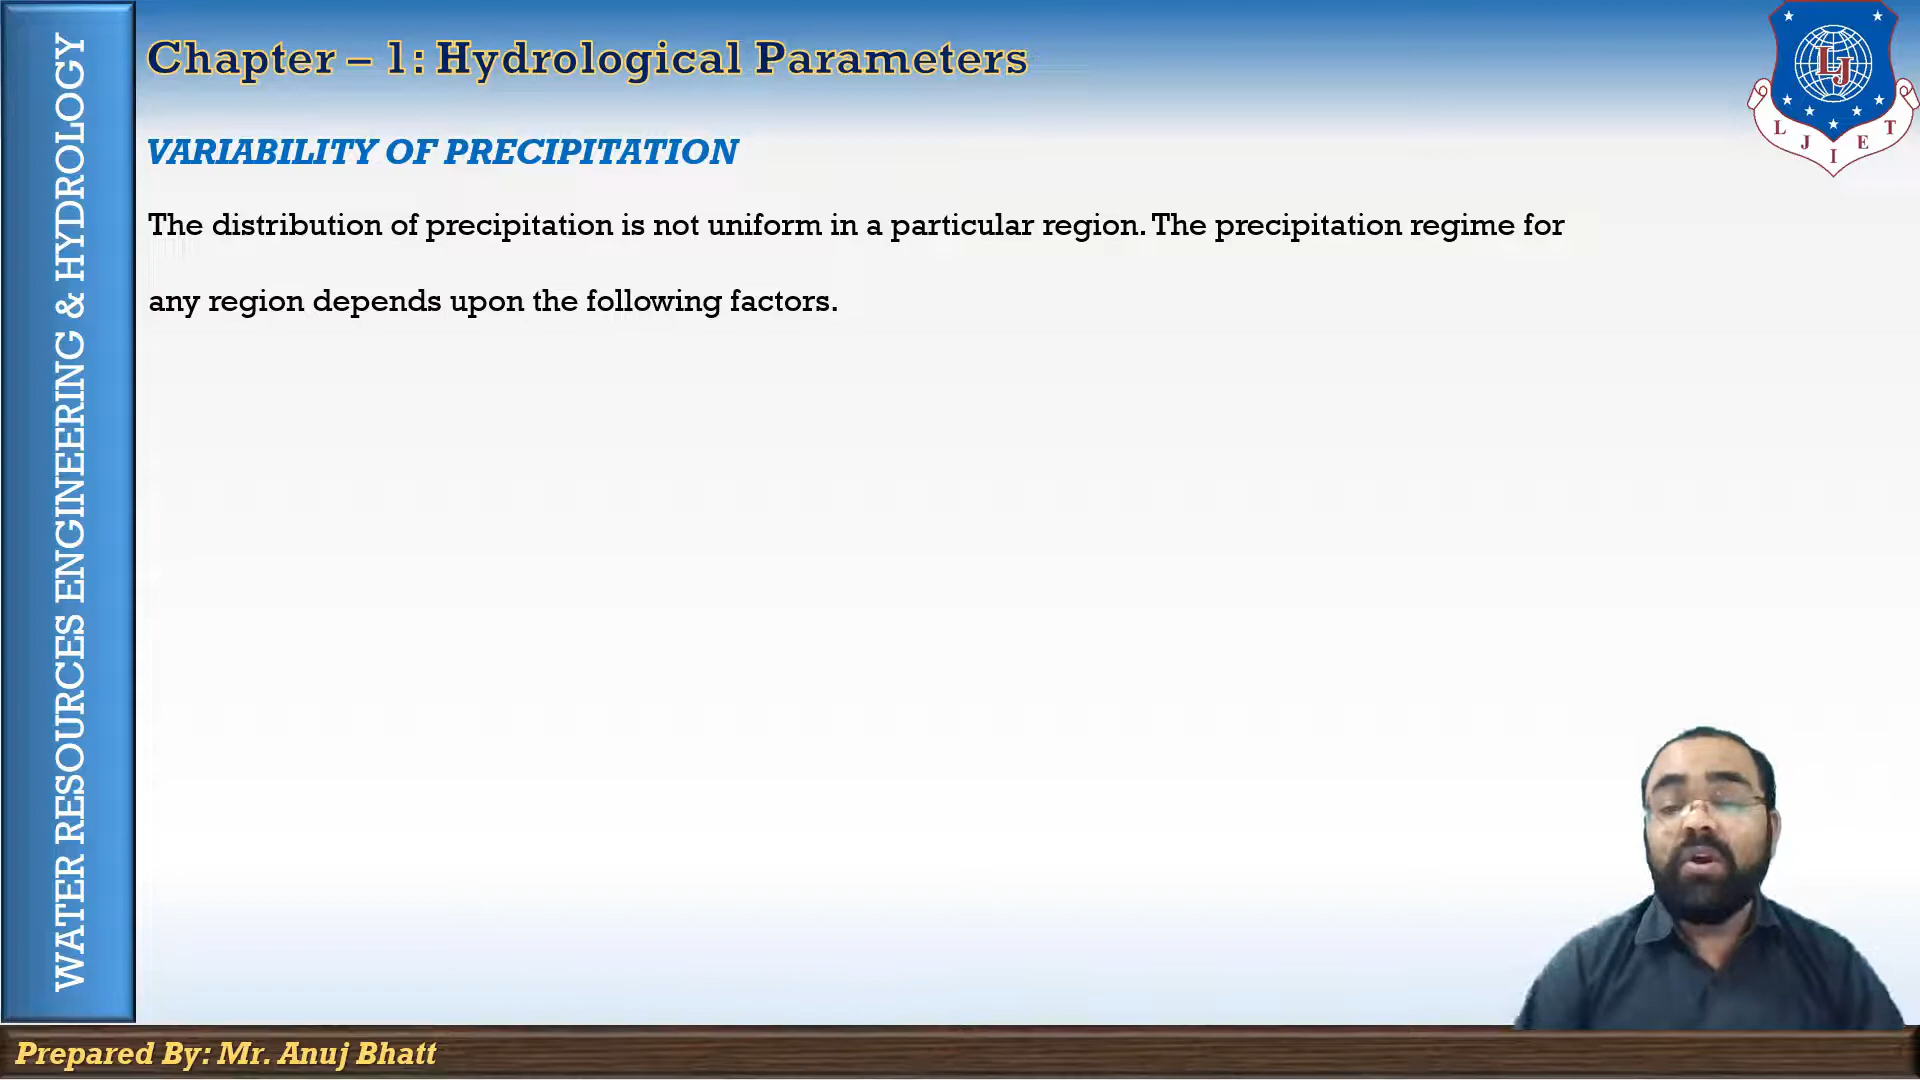 Chapter – 1: Hydrological Parameters
VARIABILITY OF PRECIPITATION
The distribution of precipitation is not uniform in a particular region. The precipitation regime for
any region depends upon the following factors.
WATER RESOURCES ENGINEERING & HYDROLOGY
LJ
L J I E T
Prepared By: Mr. Anuj Bhatt